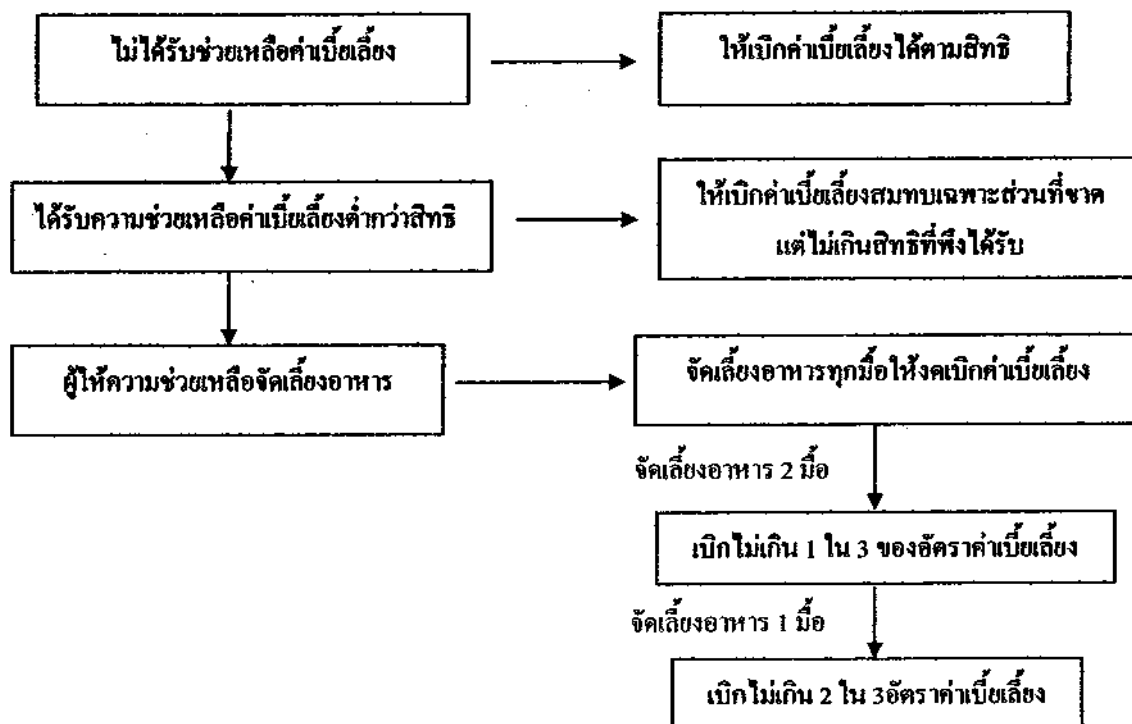 ไม่ได้รับช่วยเหลือค่าเบี้ยเลี้ยง
ให้เบิกค่าเบี้ยเลี้ยงได้ตามสิทธิ
ได้รับความช่วยเหลือค่าเบี้ยเลี้ยงต่ำกว่าสิทธิ
ให้เบิกค่าเบี้ยเลี้ยงสมทบเฉพาะส่วนที่ขาด
แต่ไม่เกินสิทธิที่พึงได้รับ
ผู้ให้ความช่วยเหลือจัดเลี้ยงอาหาร
จัดเลี้ยงอาหารทุกมื้อให้งดเบิกค่าเบี้ยเลี้ยง
จัดเลี้ยงอาหาร 2 มื้อ
เบิกไม่เกิน 1 ใน 3 ของอัตราค่าเบี้ยเลี้ยง
จัดเลี้ยงอาหาร 1 มื้อ
เบิกไม่เกิน 2 ใน 3อัตราค่าเบี้ยเลี้ยง